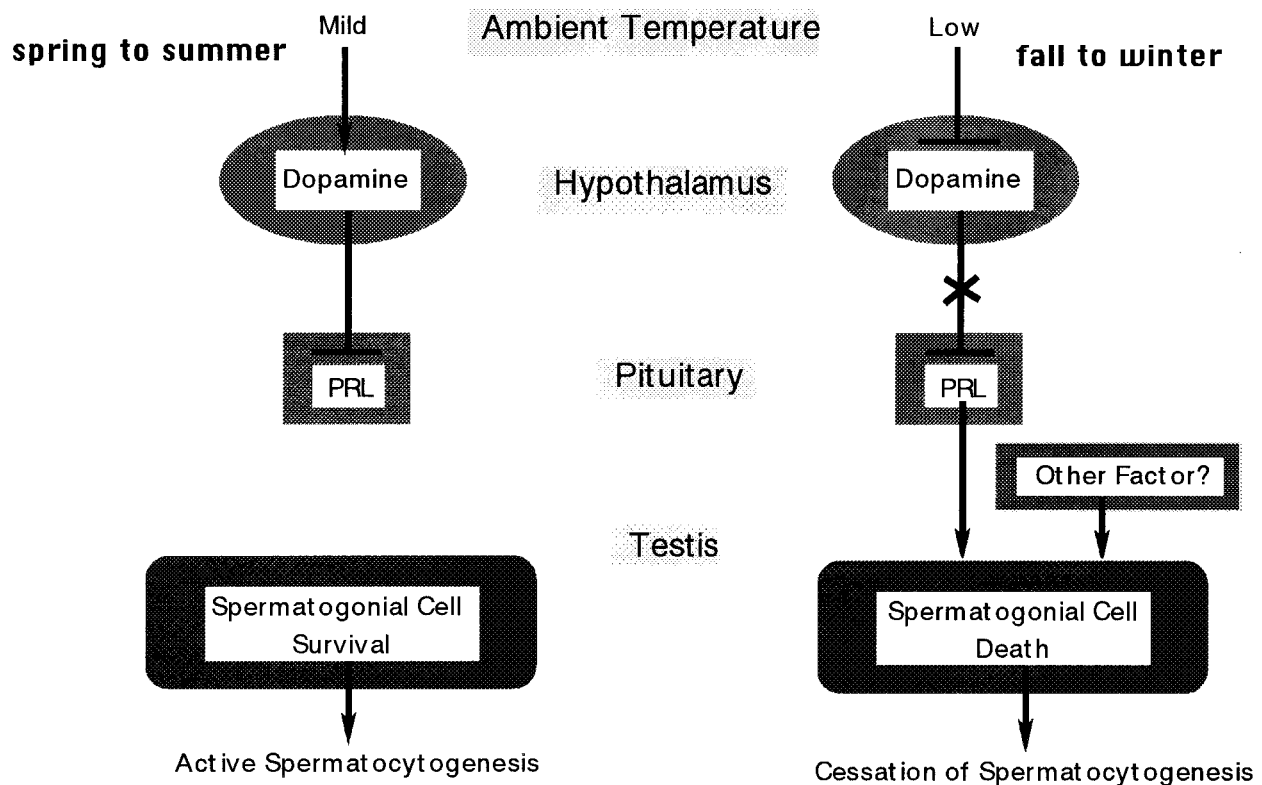 Ambient Temperature
Mild
Low
spring to summer
fall to winter
Dopamine
Hypothalamus
Dopamine
PRL
Pituitary
PRL
Other Factor?
Testis
Spermatogonial Cell
Survival
Spermatogonial Cell
Death
Active Spermatocytogenesis
Cessation of Spermatocytogenesis